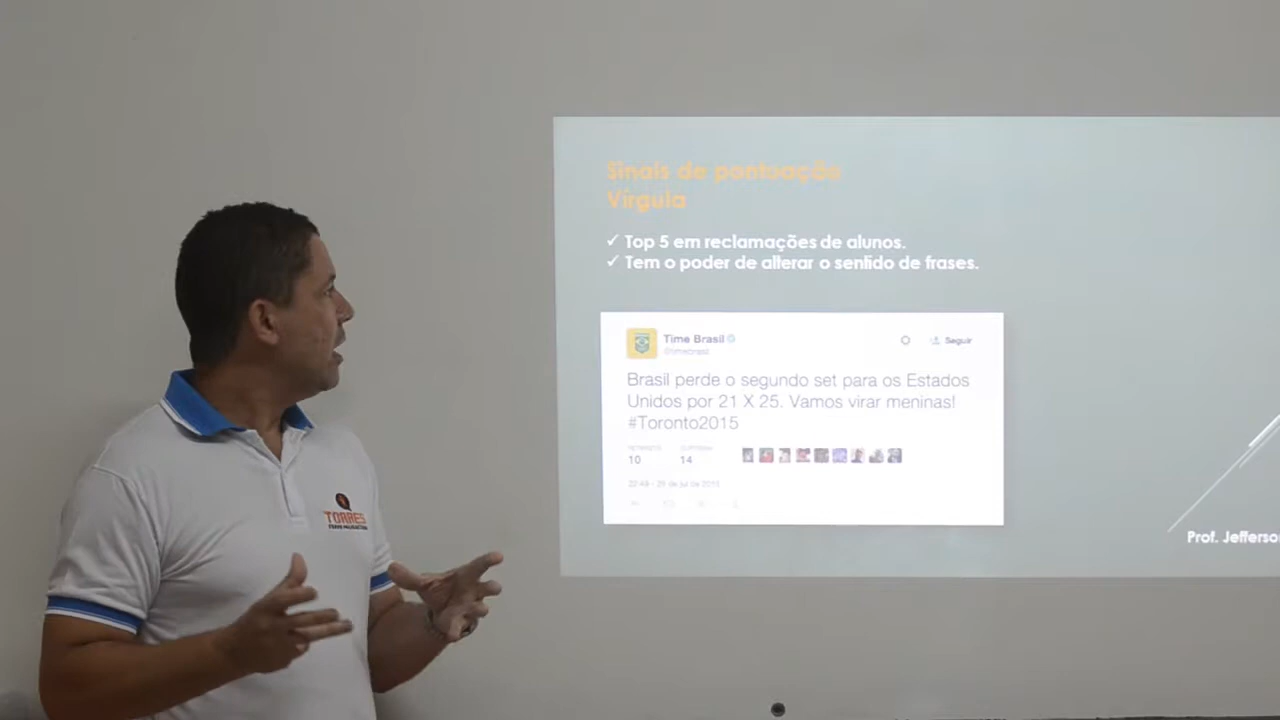 Sinais de pontuação
Vírgula
✓ Top 5 em reclamações de alunos.
✓ Tem o poder de alterar o sentido de frases.
Time Brasil
@timebrasil
Seguir
Brasil perde o segundo set para os Estados
Unidos por 21 X 25. Vamos virar meninas!
#Toronto2015
10 14
TORRES
Prof. Jefferso